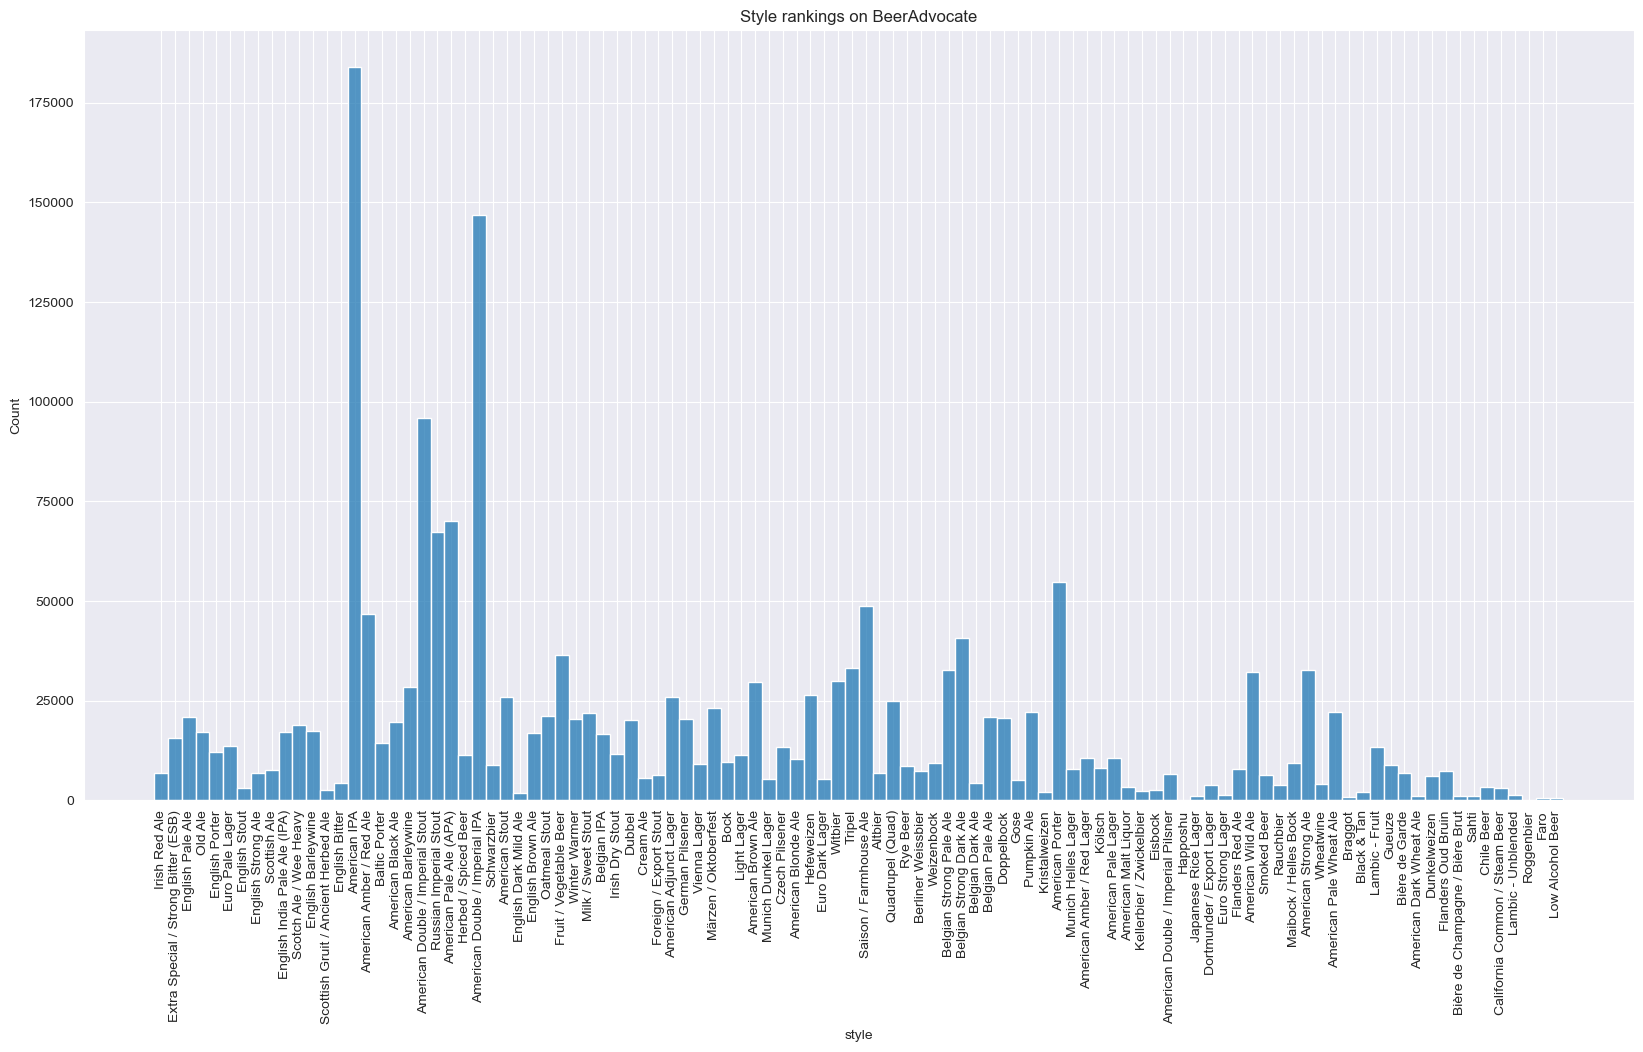 Style rankings on BeerAdvocate
Count
175000
150000
125000
100000
75000
50000
25000
0
Irish Red Ale
Extra Special / Strong Bitter (ESB)
English Pale Ale
Old Ale
English Porter
Euro Pale Lager
English Stout
English Strong Ale
Scottish Ale
English India Pale Ale (IPA)
Scotch Ale / Wee Heavy
English Barleywine
Scottish Gruit / Ancient Herbed Ale
English Bitter
American IPA
American Amber / Red Ale
Baltic Porter
American Black Ale
American Barleywine
American Double / Imperial Stout
Russian Imperial Stout
American Pale Ale (APA)
Herbed / Spiced Beer
American Double / Imperial IPA
Schwarzbier
American Stout
English Dark Mild Ale
English Brown Ale
Oatmeal Stout
Fruit / Vegetable Beer
Winter Warmer
Milk / Sweet Stout
Belgian IPA
Irish Dry Stout
Dubbel
Cream Ale
Foreign / Export Stout
American Adjunct Lager
German Pilsener
Vienna Lager
Märzen / Oktoberfest
Bock
Light Lager
American Brown Ale
Munich Dunkel Lager
Czech Pilsener
American Blonde Ale
Hefeweizen
Euro Dark Lager
Witbier
Tripel
Saison / Farmhouse Ale
Altbier
Quadrupel (Quad)
Rye Beer
Berliner Weissbier
Weizenbock
Belgian Strong Pale Ale
Belgian Strong Dark Ale
Belgian Dark Ale
Belgian Pale Ale
Doppelbock
Gose
Pumpkin Ale
Kristalweizen
American Porter
Munich Helles Lager
American Amber / Red Lager
Kölsch
American Pale Lager
American Malt Liquor
Kellerbier / Zwickelbier
Eisbock
American Double / Imperial Pilsner
Happoshu
Japanese Rice Lager
Dortmunder / Export Lager
Euro Strong Lager
Flanders Red Ale
American Wild Ale
Smoked Beer
Rauchbier
Maibock / Helles Bock
American Strong Ale
Wheatwine
American Pale Wheat Ale
Braggot
Black & Tan
Lambic - Fruit
Gueuze
Bière de Garde
American Dark Wheat Ale
Dunkelweizen
Flanders Oud Bruin
Bière de Champagne / Bière Brut
Sahti
Chile Beer
California Common / Steam Beer
Lambic - Unblended
Roggenbier
Faro
Low Alcohol Beer
style